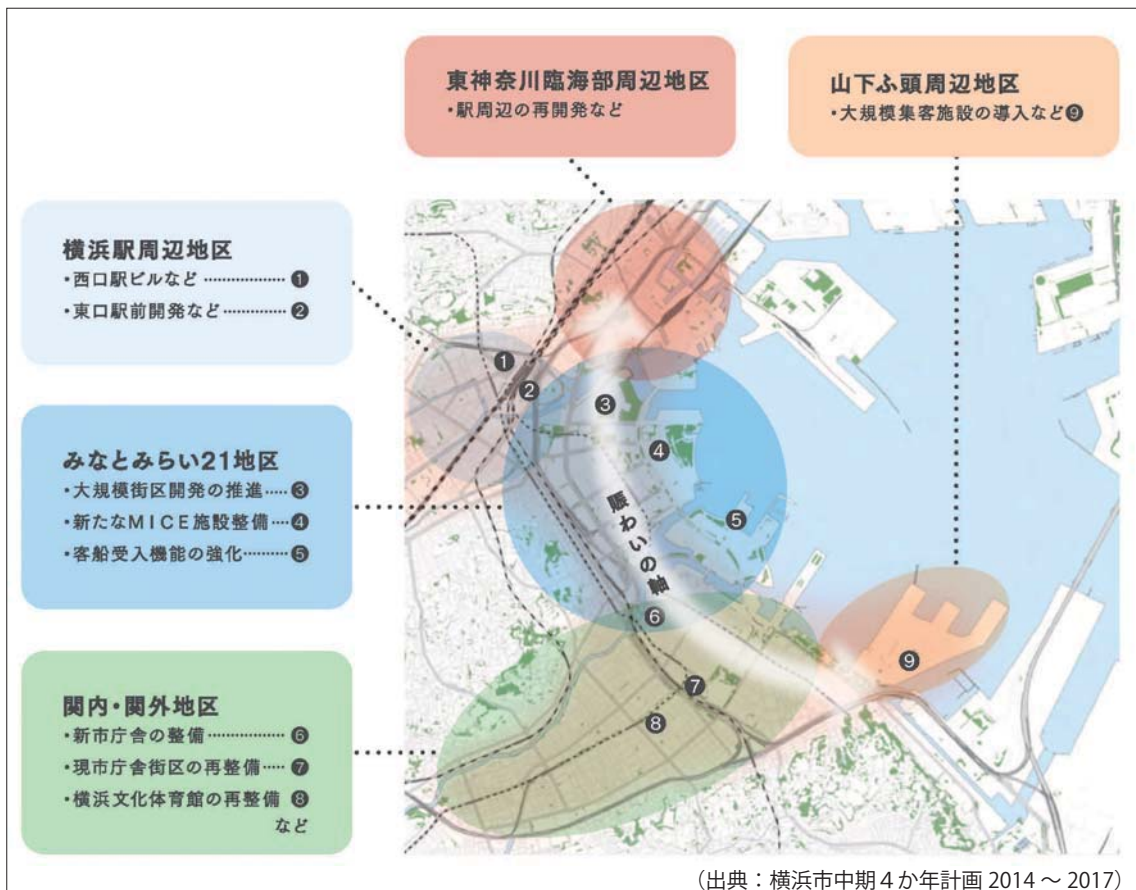 東神奈川臨海部周辺地区
・駅周辺の再開発など
山下ふ頭周辺地区
・大規模集客施設の導入など❾
横浜駅周辺地区
・西口駅ビルなど ………………❶
・東口駅前開発など……………❷
みなとみらい21地区
・大規模街区開発の推進……❸
・新たなMICE施設整備…❹
・客船受入機能の強化………❺
関内・関外地区
・新市庁舎の整備………………❻
・現市庁舎街区の再整備……❼
・横浜文化体育館の再整備 ❽
など
❶
❷
❸
❹
❺
賑わいの軸
❻
❼
❽
❾
（出典：横浜市中期４か年計画 2014 ～ 2017）